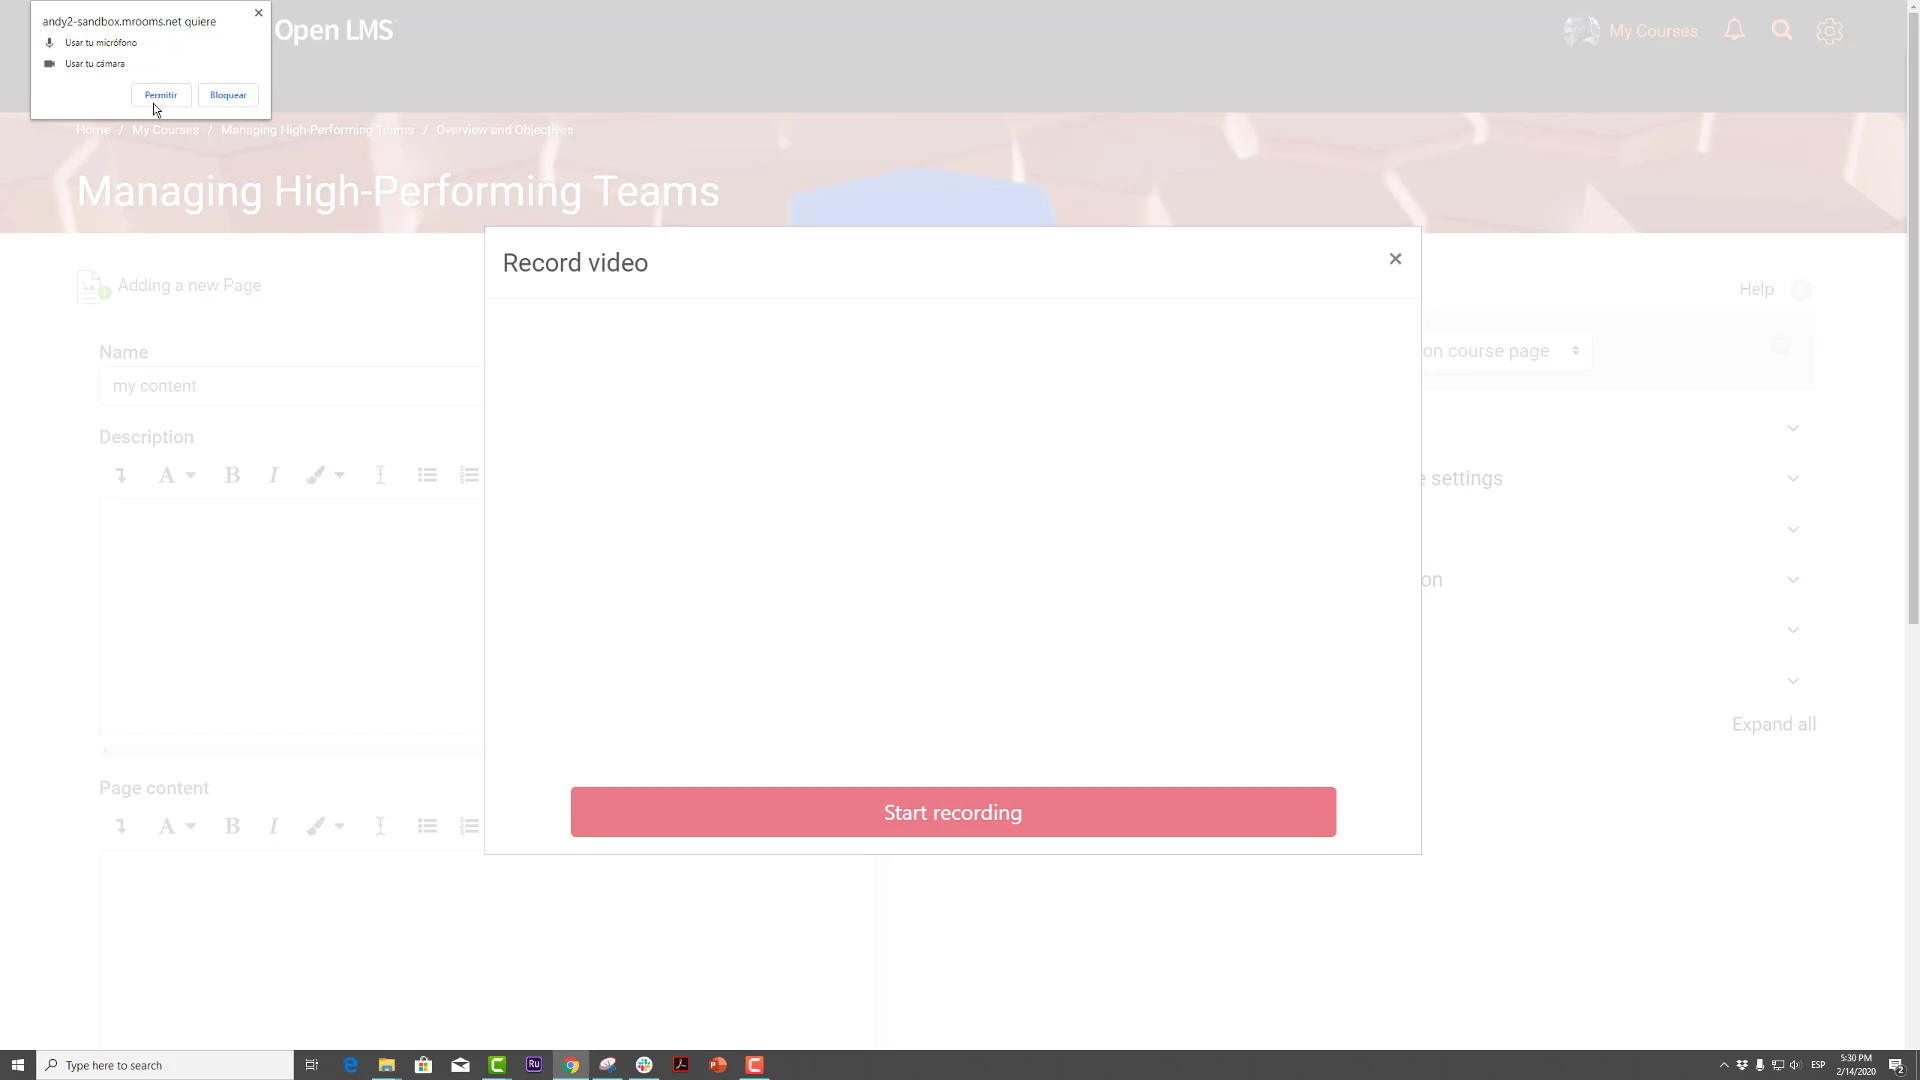 andy2-sandbox.mrooms.net quiere
Usar tu micrófono
Usar tu cámara
Permitir
Bloquear
Open LMS
My Courses
Home / My Courses / Managing High-Performing Teams / Overview and Objectives
Managing High-Performing Teams
Record video
Adding a new Page
Help
Name
my content
on course page
Description
A
B
I
e settings
on
Expand all
Page content
A
B
I
Start recording
Type here to search
Ru
ESP
5:30 PM
2/14/2020
2